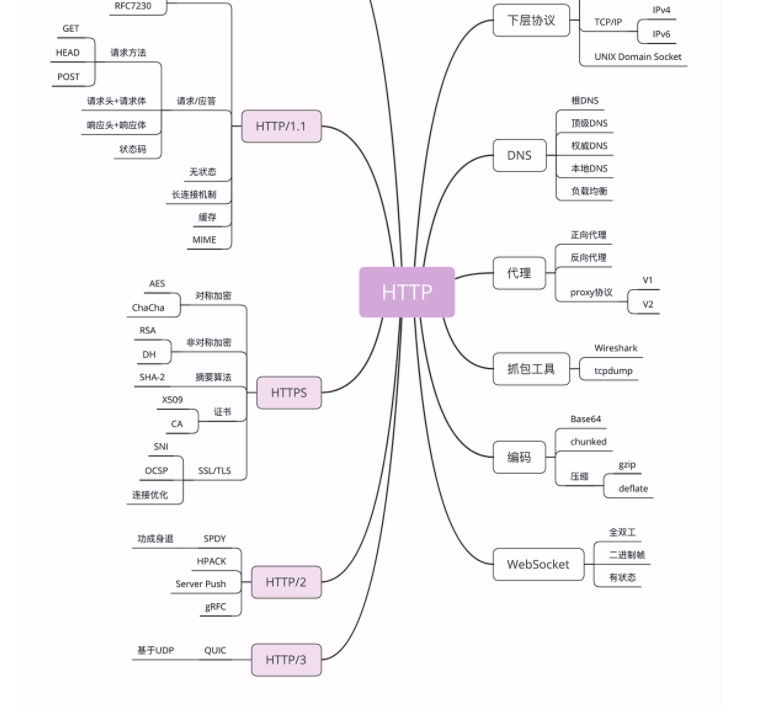 RFC7230
GET
HEAD
POST
请求方法
请求头+请求体
响应头+响应体
状态码
请求/应答
无状态
长连接机制
缓存
MIME
HTTP/1.1
AES
ChaCha
对称加密
RSA
DH
非对称加密
SHA-2
摘要算法
X509
CA
证书
SNI
OCSP
连接优化
SSL/TLS
HTTPS
功成身退
SPDY
HPACK
Server Push
gRFC
HTTP/2
基于UDP
QUIC
HTTP/3
HTTP
下层协议
TCP/IP
IPv4
IPv6
UNIX Domain Socket
DNS
根DNS
顶级DNS
权威DNS
本地DNS
负载均衡
代理
正向代理
反向代理
proxy协议
V1
V2
抓包工具
Wireshark
tcpdump
编码
Base64
chunked
压缩
gzip
deflate
WebSocket
全双工
二进制帧
有状态